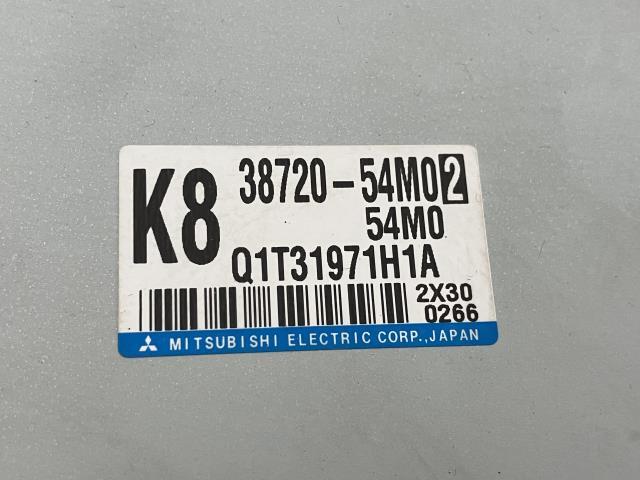 K8 38720-54M02
54M0
Q1T31971H1A
2X30
0266
MITSUBISHI ELECTRIC CORP., JAPAN